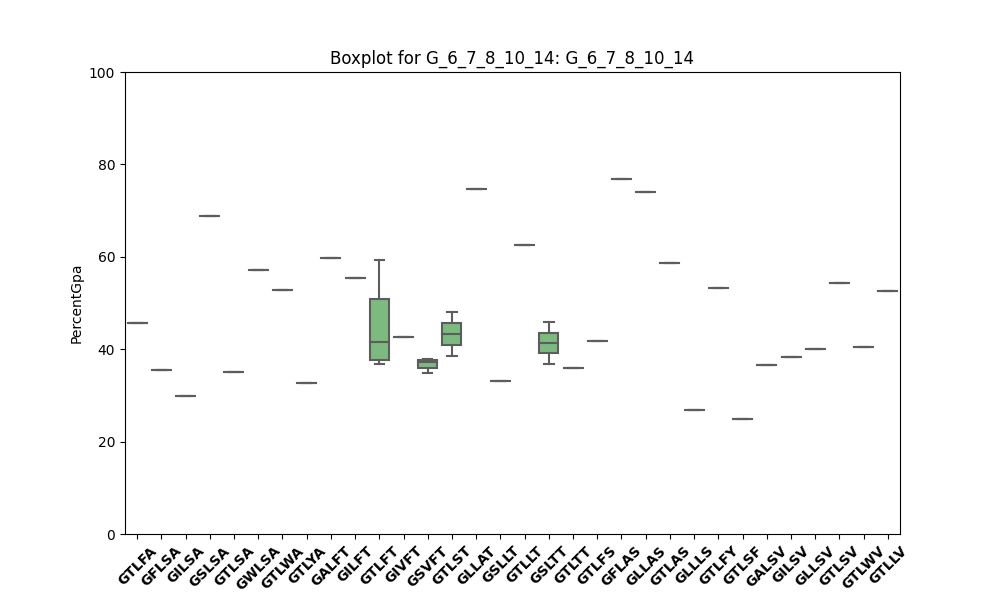 Boxplot for G_6_7_8_10_14: G_6_7_8_10_14
PercentGpa
100
80
60
40
20
0
GTLFA
GFLSA
GILSA
GSLSA
GTLSA
GWLSA
GTLWA
GTLYA
GALFT
GILFT
GTLFT
GIVFT
GSVFT
GTLST
GLLAT
GSLLT
GTLLT
GSLTT
GTLTT
GTLFS
GFLAS
GLLAS
GTLAS
GLLLS
GTLFY
GTLSF
GALSV
GILSV
GLLSV
GTLSV
GTLWV
GTLLV